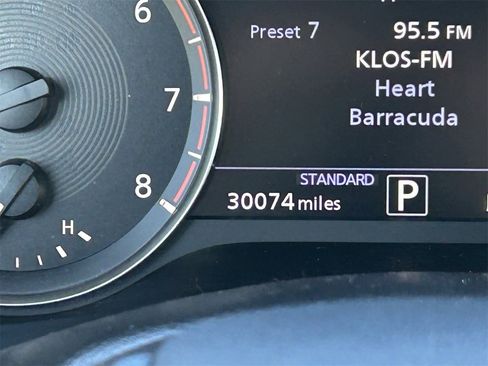 6
7
8
H
Preset 7
95.5 FM
KLOS-FM
Heart
Barracuda
STANDARD
30074 miles
P